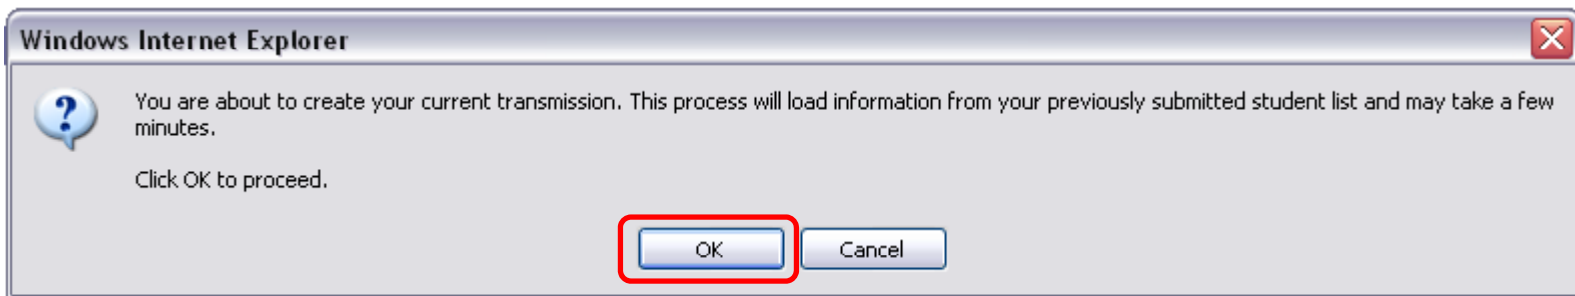 Windows Internet Explorer
You are about to create your current transmission. This process will load information from your previously submitted student list and may take a few
minutes.
Click OK to proceed.
OK Cancel